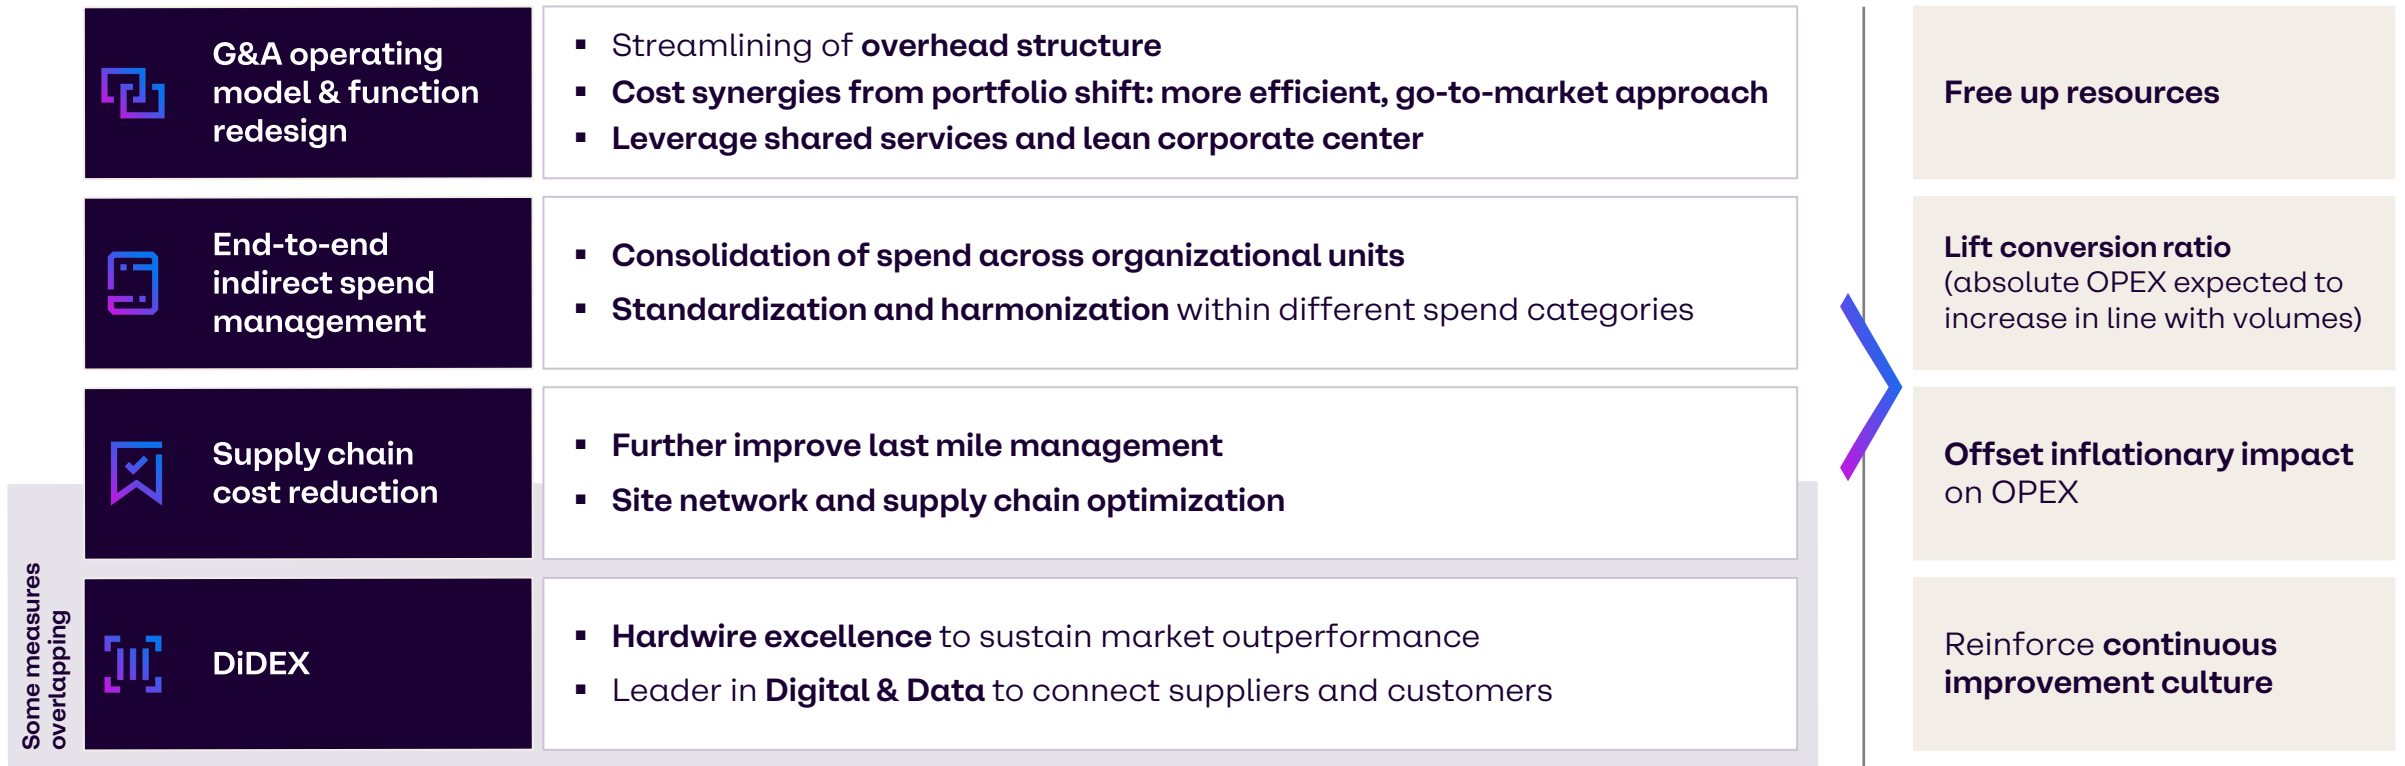 G&A operating
model & function
redesign
▪ Streamlining of overhead structure
▪ Cost synergies from portfolio shift: more efficient, go-to-market approach
▪ Leverage shared services and lean corporate center
Free up resources
End-to-end
indirect spend
management
▪ Consolidation of spend across organizational units
▪ Standardization and harmonization within different spend categories
Lift conversion ratio
(absolute OPEX expected to
increase in line with volumes)
Supply chain
cost reduction
▪ Further improve last mile management
▪ Site network and supply chain optimization
Offset inflationary impact
on OPEX
Some measures
overlapping
DiDEX
▪ Hardwire excellence to sustain market outperformance
▪ Leader in Digital & Data to connect suppliers and customers
Reinforce continuous
improvement culture